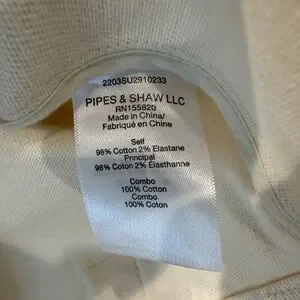 2203SU2910233
PIPES & SHAW LLC
RN155820
Made in China/
Fabriqué en Chine
Self
98% Cotton 2% Elastane
Principal
98% Coton 2% Élasthanne
Combo
100% Cotton
Combo
100% Coton